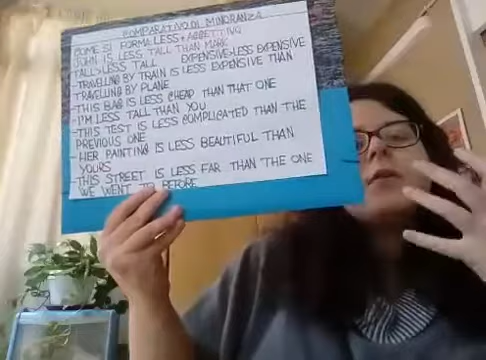 COMPARATIVO DI MINORANZA
COME SI FORMA: LESS+AGGETTIVO
JOHN IS LESS TALL THAN MARK
TALL>LESS TALL EXPENSIVE>LESS EXPENSIVE
-TRAVELLING BY TRAIN IS LESS EXPENSIVE THAN
TRAVELLING BY PLANE
-THIS BAG IS LESS CHEAP THAN THAT ONE
-I'M LESS TALL THAN YOU
-THIS TEST IS LESS COMPLICATED THAN THE
PREVIOUS ONE
-HER PAINTING IS LESS BEAUTIFUL THAN
YOURS
-THIS STREET IS LESS FAR THAN THE ONE
WE WENT TO BEFORE